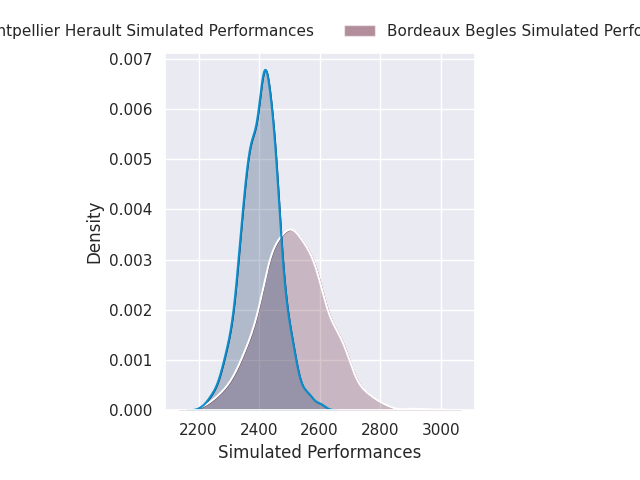 ntpellier Herault Simulated Performances Bordeaux Begles Simulated Perfo
0.007
0.006
0.005
0.004
0.003
0.002
0.001
0.000
Density
2200 2400 2600 2800 3000
Simulated Performances